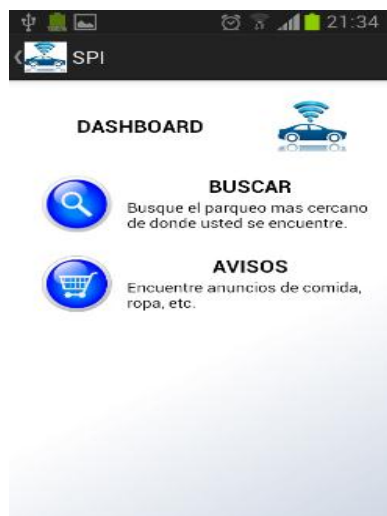 21:34
SPI
DASHBOARD
BUSCAR
Busque el parqueo mas cercano
de donde usted se encuentre.
AVISOS
Encuentre anuncios de comida,
ropa, etc.